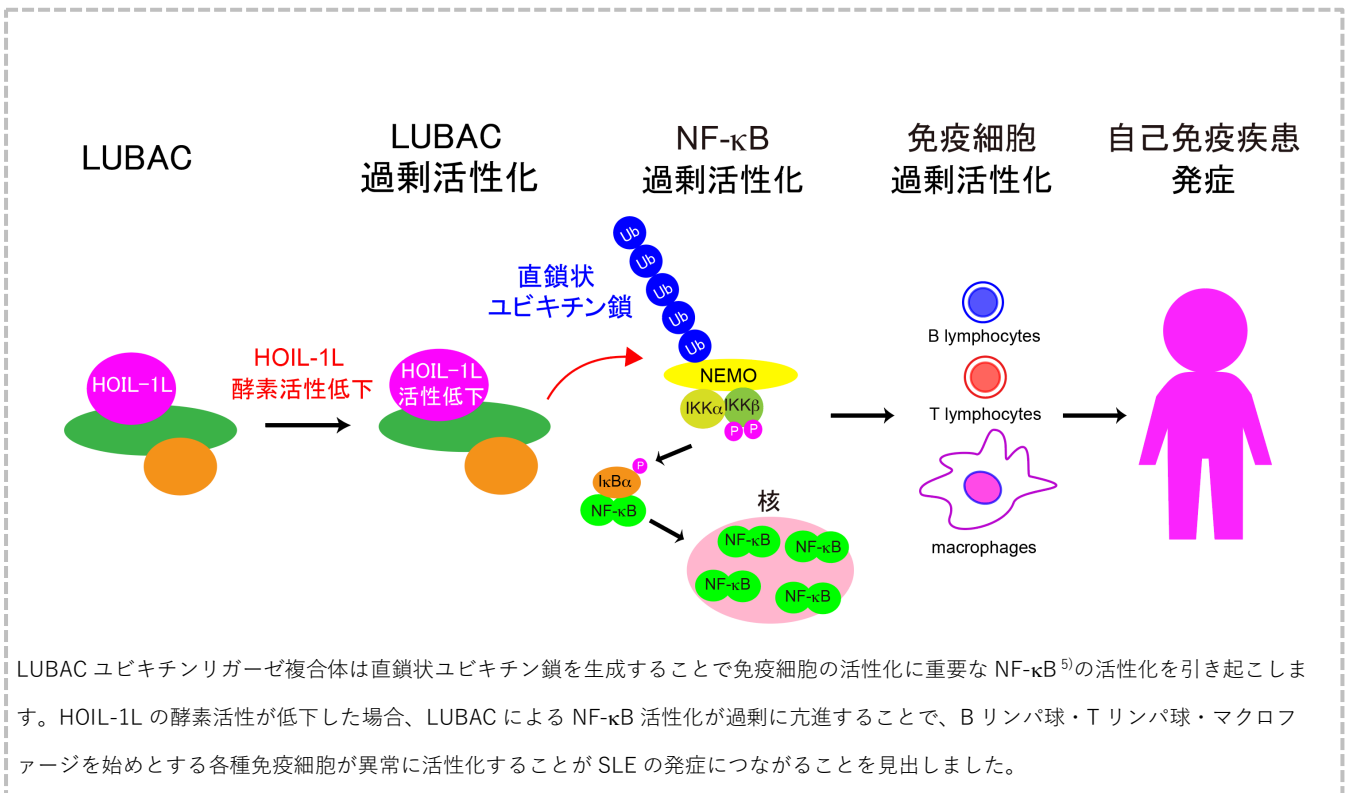 LUBAC
LUBAC
過剰活性化
NF-κB
過剰活性化
免疫細胞
過剰活性化
自己免疫疾患
発症
HOIL-1L
HOIL-1L
酵素活性低下
HOIL-1L
活性低下
直鎖状
ユビキチン鎖
Ub
Ub
Ub
Ub
Ub
NEMO
IKKα
IKKβ
P
P
P
IκBα
NF-κB
核
NF-κB
NF-κB
NF-κB
NF-κB
B lymphocytes
T lymphocytes
macrophages
LUBAC ユビキチンリガーゼ複合体は直鎖状ユビキチン鎖を生成することで免疫細胞の活性化に重要な NF-κB 5)の活性化を引き起こしま
す。HOIL-1L の酵素活性が低下した場合、LUBAC による NF-κB 活性化が過剰に亢進することで、B リンパ球・T リンパ球・マクロフ
ァージを始めとする各種免疫細胞が異常に活性化することが SLE の発症につながることを見出しました。